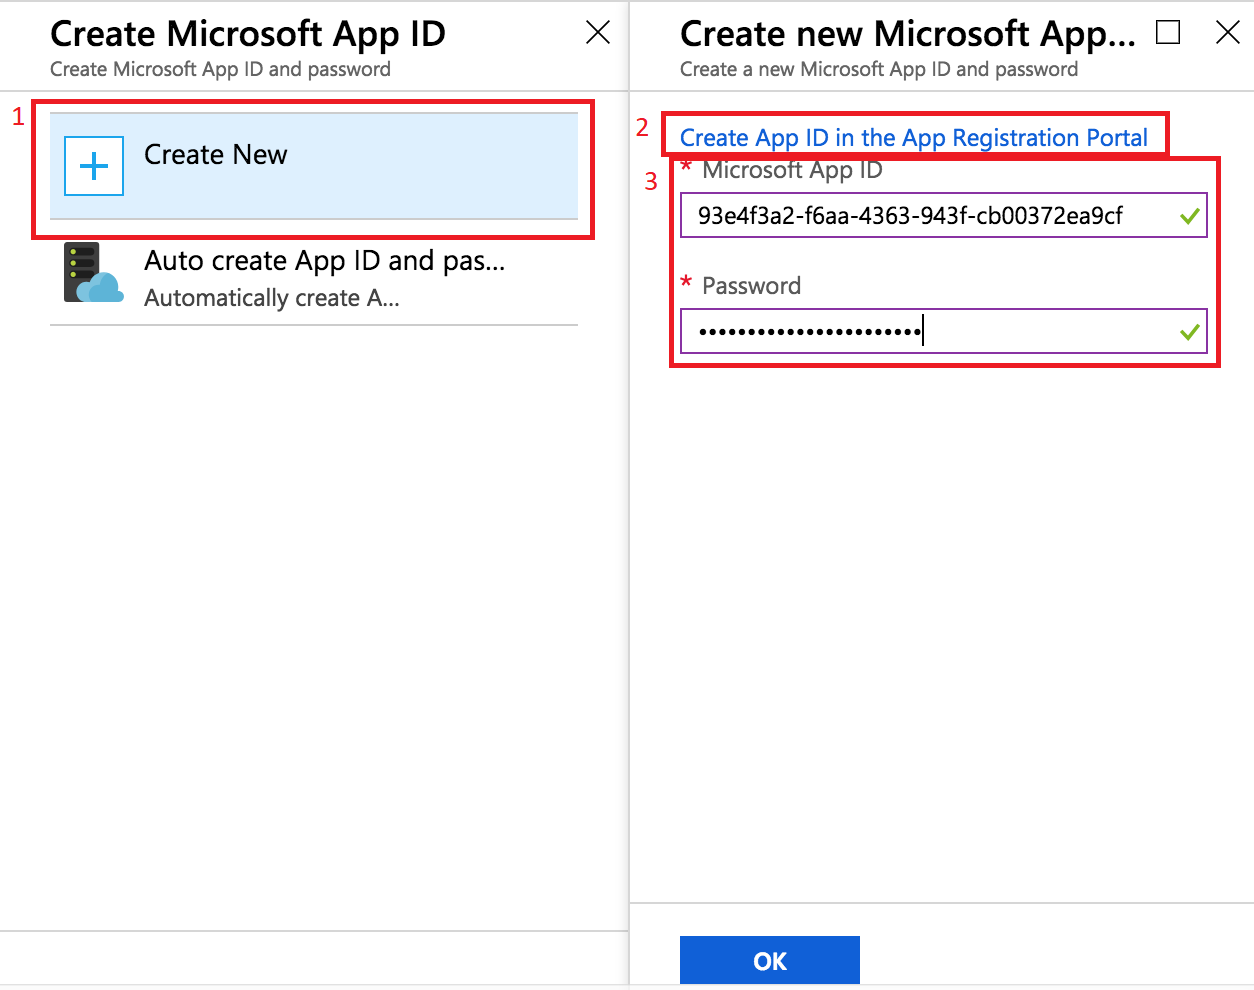 Create Microsoft App ID
Create Microsoft App ID and password
1
Create New
Auto create App ID and pas...
Automatically create A...
Create new Microsoft App...
Create a new Microsoft App ID and password
2
Create App ID in the App Registration Portal
3
* Microsoft App ID
93e4f3a2-f6aa-4363-943f-cb00372ea9cf
* Password
•••••••••••••••••••••••
OK